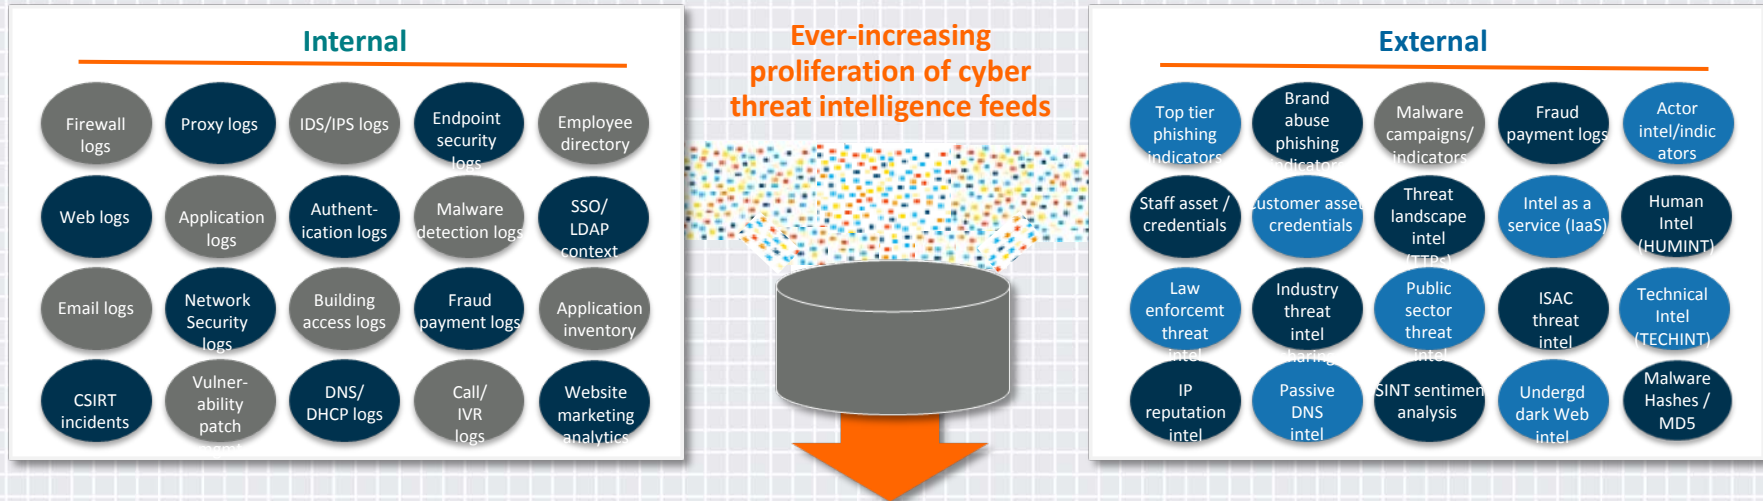 Internal
Firewall
logs
Proxy logs
IDS/IPS logs
Endpoint
security
logs
Employee
directory
Web logs
Application
logs
Authent-
ication logs
Malware
detection logs
SSO/
LDAP
context
Email logs
Network
Security
logs
Building
access logs
Fraud
payment logs
Application
inventory
CSIRT
incidents
Vulner-
ability
patch
mgmt
DNS/
DHCP logs
Call/
IVR
logs
Website
marketing
analytics
Ever-increasing
proliferation of cyber
threat intelligence feeds
External
Top tier
phishing
indicators
Brand
abuse
phishing
indicators
Malware
campaigns/
indicators
Fraud
payment logs
Actor
intel/indic
ators
Staff asset /
credentials
customer asset
credentials
Threat
landscape
intel
(TTPs)
Intel as a
service (IaaS)
Human
Intel
(HUMINT)
Law
enforcemt
threat
intel
Industry
threat
intel
sharing
Public
sector
threat
intel
ISAC
threat
intel
Technical
Intel
(TECHINT)
IP
reputation
intel
Passive
DNS
intel
SINT sentimen
analysis
Undergd
dark Web
intel
Malware
Hashes /
MD5